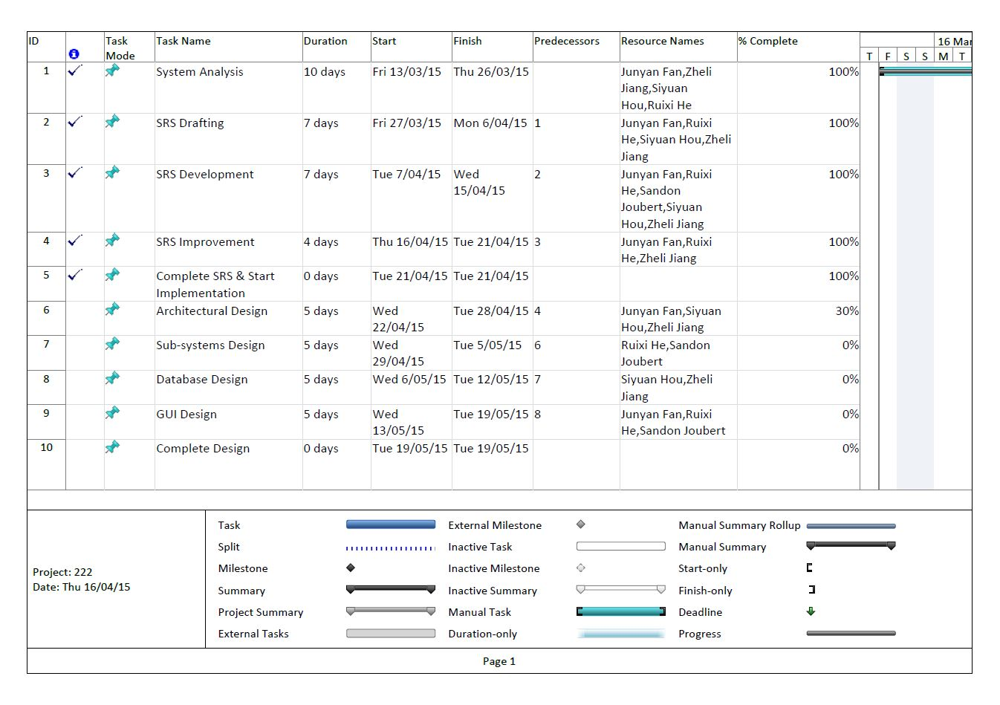 ID Task Mode Task Name Duration Start Finish Predecessors Resource Names % Complete 16 Mar
T F S S M T
1 System Analysis 10 days Fri 13/03/15 Thu 26/03/15 Junyan Fan,Zheli 100%
Jiang,Siyuan
Hou,Ruixi He
2 SRS Drafting 7 days Fri 27/03/15 Mon 6/04/15 1 Junyan Fan,Ruixi 100%
He,Siyuan Hou,Zheli
Jiang
3 SRS Development 7 days Tue 7/04/15 Wed 2 Junyan Fan,Ruixi 100%
15/04/15 He,Sandon
Joubert,Siyuan
Hou,Zheli Jiang
4 SRS Improvement 4 days Thu 16/04/15 Tue 21/04/15 3 Junyan Fan,Ruixi 100%
He,Zheli Jiang
5 Complete SRS & Start 0 days Tue 21/04/15 Tue 21/04/15 100%
Implementation
6 Architectural Design 5 days Wed Tue 28/04/15 4 Junyan Fan,Siyuan 30%
22/04/15 Hou,Zheli Jiang
7 Sub-systems Design 5 days Wed Tue 5/05/15 6 Ruixi He,Sandon 0%
29/04/15 Joubert
8 Database Design 5 days Wed 6/05/15 Tue 12/05/15 7 Siyuan Hou,Zheli 0%
Jiang
9 GUI Design 5 days Wed Tue 19/05/15 8 Junyan Fan,Ruixi 0%
13/05/15 He,Sandon Joubert
10 Complete Design 0 days Tue 19/05/15 Tue 19/05/15 0%
Project: 222
Date: Thu 16/04/15
Task External Milestone Manual Summary Rollup
Split Inactive Task Manual Summary
Milestone Inactive Milestone Start-only
Summary Inactive Summary Finish-only
Project Summary Manual Task Deadline
External Tasks Duration-only Progress
Page 1